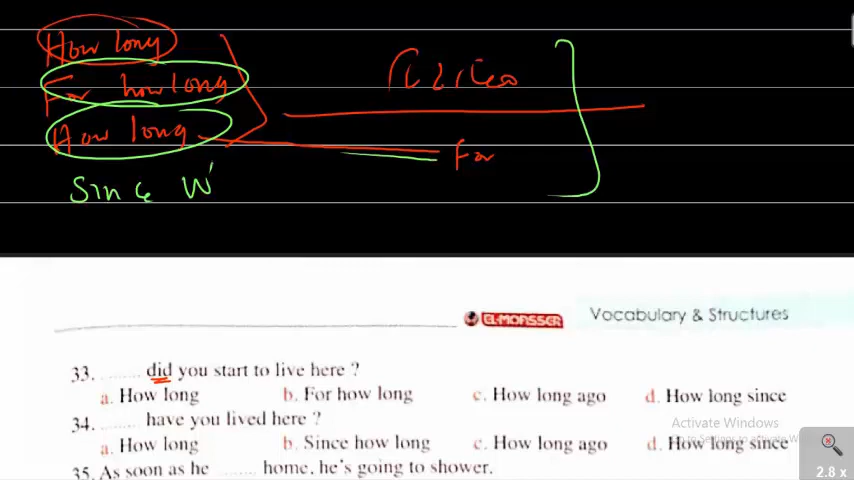 How long
For how long
How long
For
Since W
EL-MOASSER
Vocabulary & Structures
33. ........ did you start to live here ?
a. How long b. For how long c. How long ago d. How long since
34. ........ have you lived here ?
a. How long b. Since how long c. How long ago d. How long since
Activate Windows
35. As soon as he ........ home, he's going to shower.
2.8 x